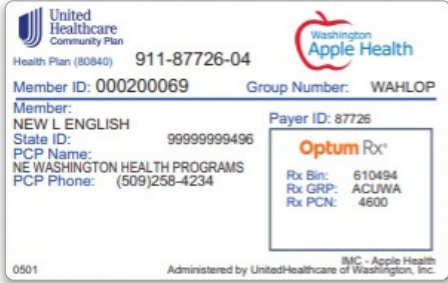 United
Healthcare
Community Plan
Washington
Apple Health
Health Plan (80840) 911-87726-04
Member ID: 000200069 Group Number: WAHLOP
Member:
NEW L ENGLISH
State ID: 99999999496
PCP Name:
NE WASHINGTON HEALTH PROGRAMS
PCP Phone: (509)258-4234
Payer ID: 87726
Optum Rx®
Rx Bin: 610494
Rx GRP: ACUWA
Rx PCN: 4600
0501
IMC - Apple Health
Administered by UnitedHealthcare of Washington, Inc.